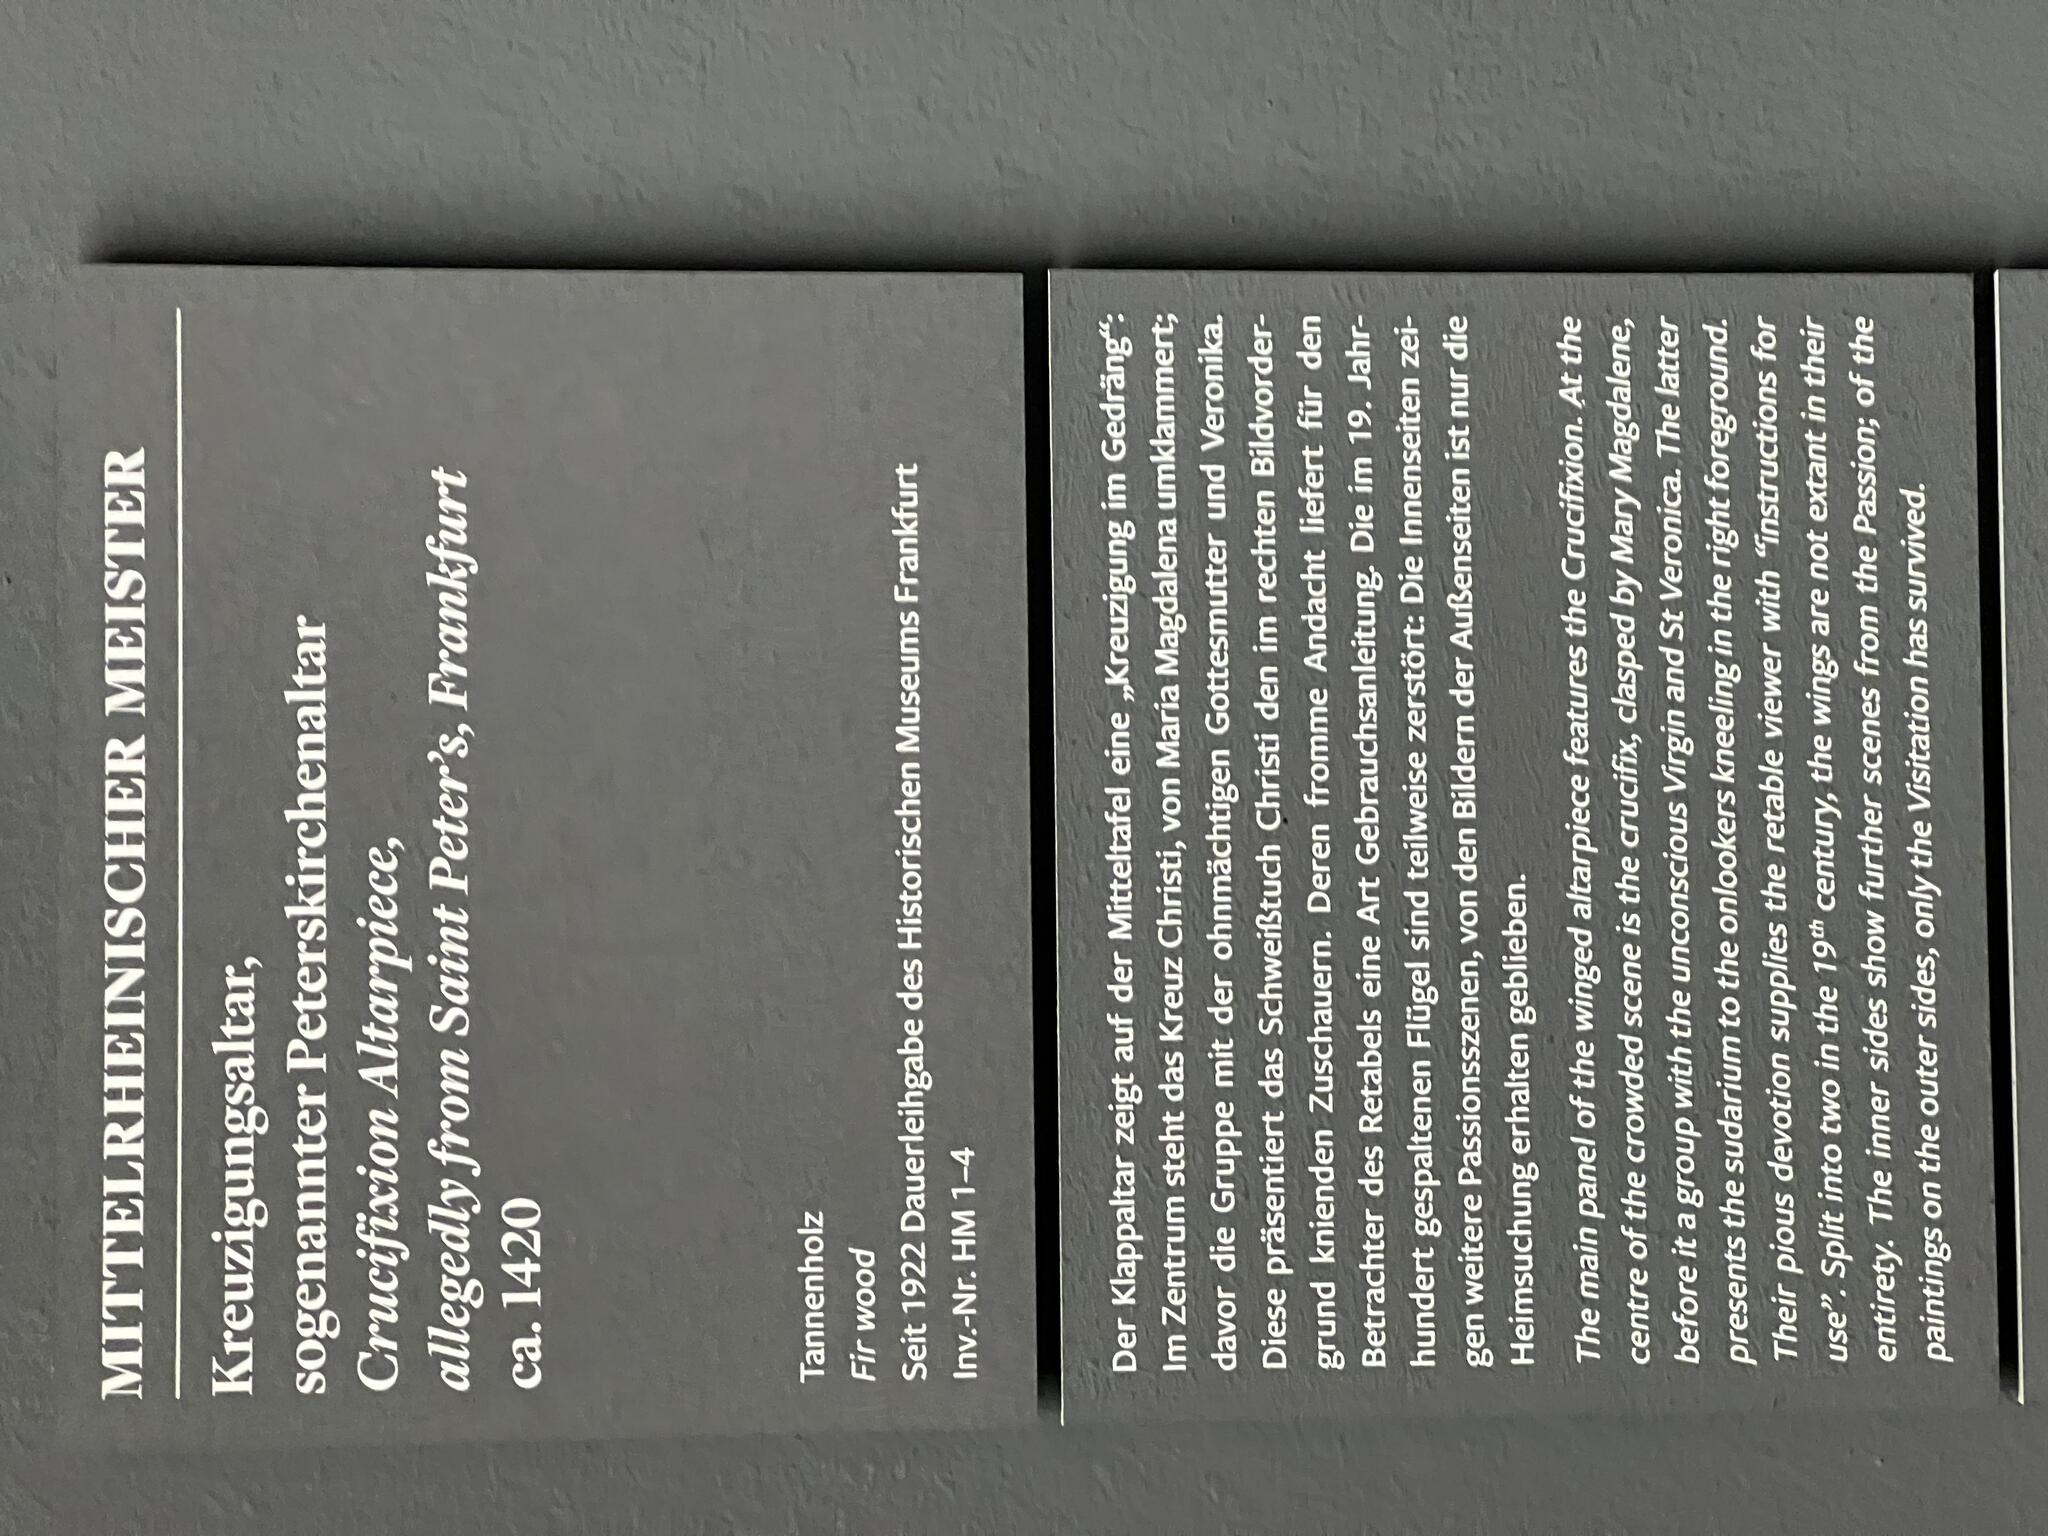 MITTELRHEINISCHER MEISTER
Kreuzigungsaltar,
sogenannter Peterskirchenaltar
Crucifixion Altarpiece,
allegedly from Saint Peter's, Frankfurt
ca. 1420
Tannenholz
Fir wood
Seit 1922 Dauerleihgabe des Historischen Museums Frankfurt
Inv.-Nr. HM 1–4
Der Klappaltar zeigt auf der Mitteltafel eine „Kreuzigung im Gedräng“:
Im Zentrum steht das Kreuz Christi, von Maria Magdalena umklammert;
davor die Gruppe mit der ohnmächtigen Gottesmutter und Veronika.
Diese präsentiert das Schweißtuch Christi den im rechten Bildvorder-
grund knienden Zuschauern. Deren fromme Andacht liefert für den
Betrachter des Retabels eine Art Gebrauchsanleitung. Die im 19. Jahr-
hundert gespaltenen Flügel sind teilweise zerstört: Die Innenseiten zei-
gen weitere Passionsszenen, von den Bildern der Außenseiten ist nur die
Heimsuchung erhalten geblieben.
The main panel of the winged altarpiece features the Crucifixion. At the
centre of the crowded scene is the crucifix, clasped by Mary Magdalene,
before it a group with the unconscious Virgin and St Veronica. The latter
presents the sudarium to the onlookers kneeling in the right foreground.
Their pious devotion supplies the retable viewer with “instructions for
use”. Split into two in the 19th century, the wings are not extant in their
entirety. The inner sides show further scenes from the Passion; of the
paintings on the outer sides, only the Visitation has survived.